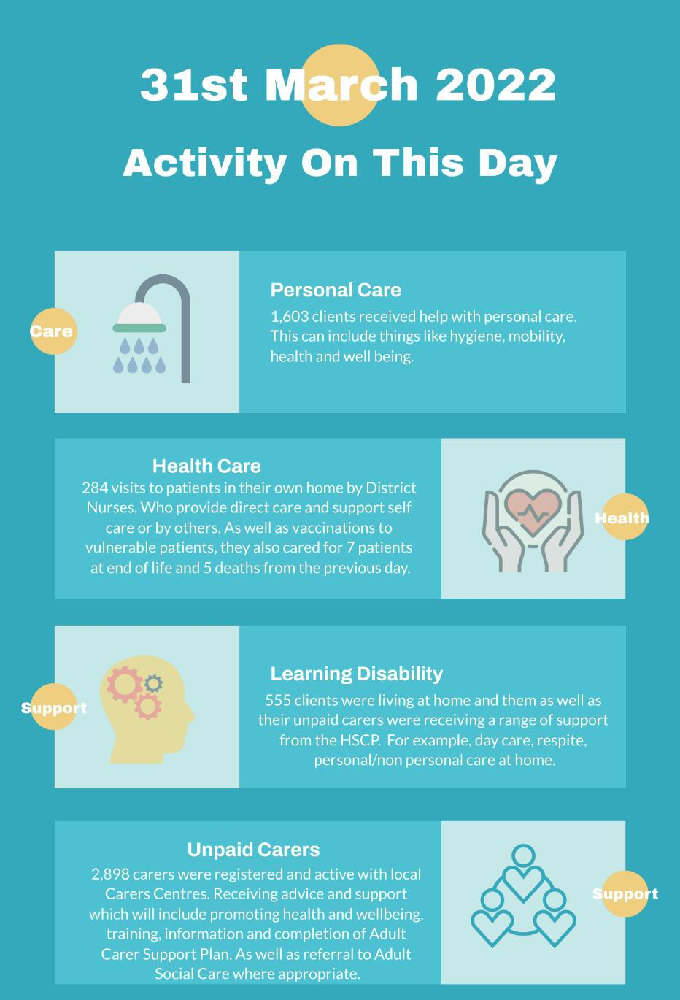 31st March 2022
Activity On This Day
Care
Personal Care
1,603 clients received help with personal care.
This can include things like hygiene, mobility,
health and well being.
Health Care
284 visits to patients in their own home by District
Nurses. Who provide direct care and support self
care or by others. As well as vaccinations to
vulnerable patients, they also cared for 7 patients
at end of life and 5 deaths from the previous day.
Health
Support
Learning Disability
555 clients were living at home and them as well as
their unpaid carers were receiving a range of support
from the HSCP.  For example, day care, respite,
personal/non personal care at home.
Unpaid Carers
2,898 carers were registered and active with local
Carers Centres. Receiving advice and support
which will include promoting health and wellbeing,
training, information and completion of Adult
Carer Support Plan. As well as referral to Adult
Social Care where appropriate.
Support